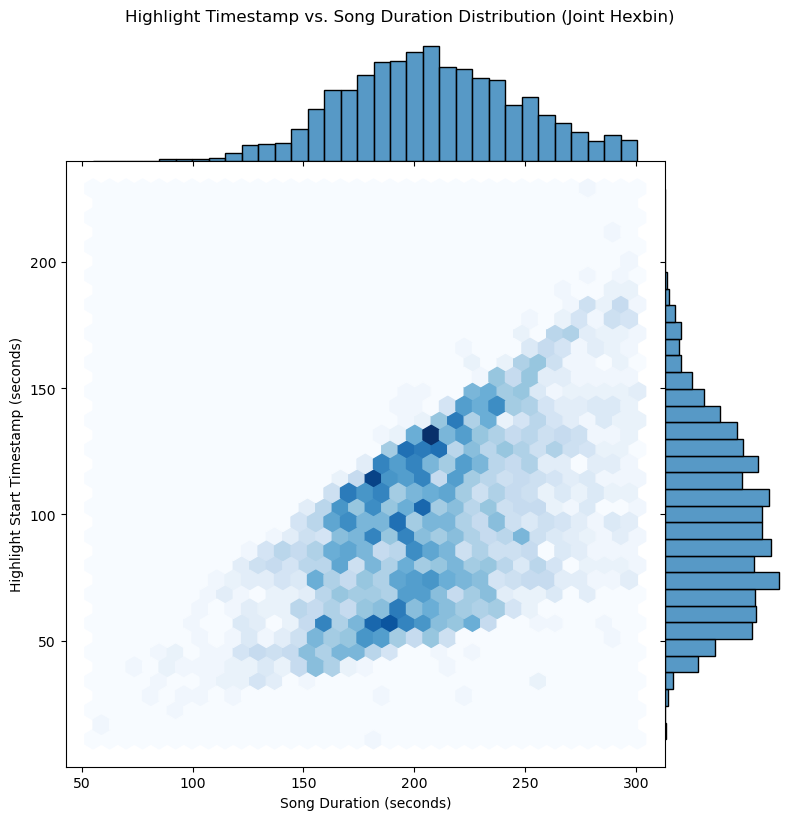 Highlight Timestamp vs. Song Duration Distribution (Joint Hexbin)
200
150
100
50
Highlight Start Timestamp (seconds)
50 100 150 200 250 300
Song Duration (seconds)